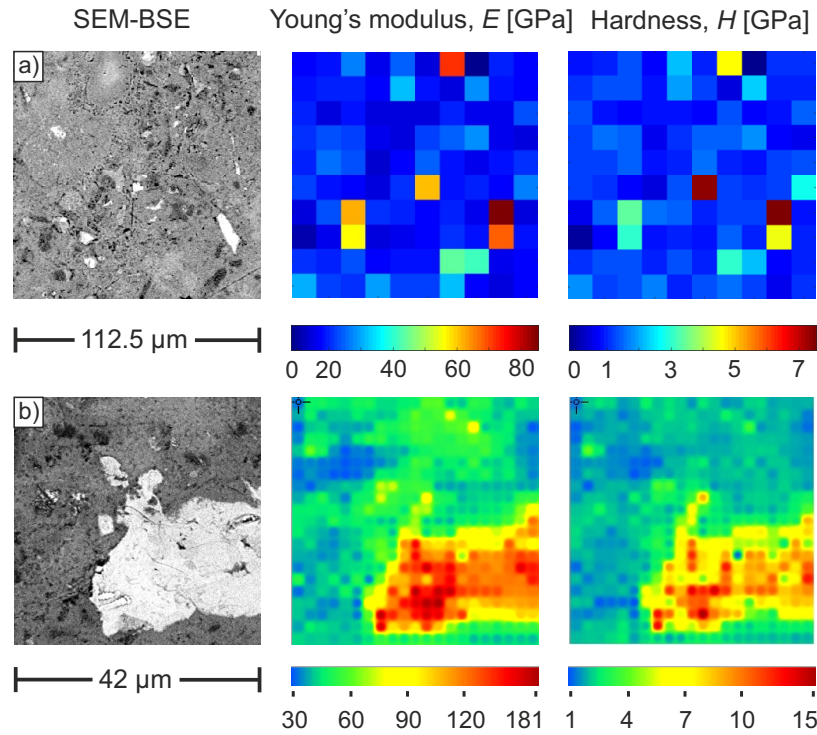 SEM-BSE Young's modulus, E [GPa] Hardness, H [GPa]
a)
112.5 μm
0 20 40 60 80
0 1 3 5 7
b)
42 μm
30 60 90 120 181
1 4 7 10 15